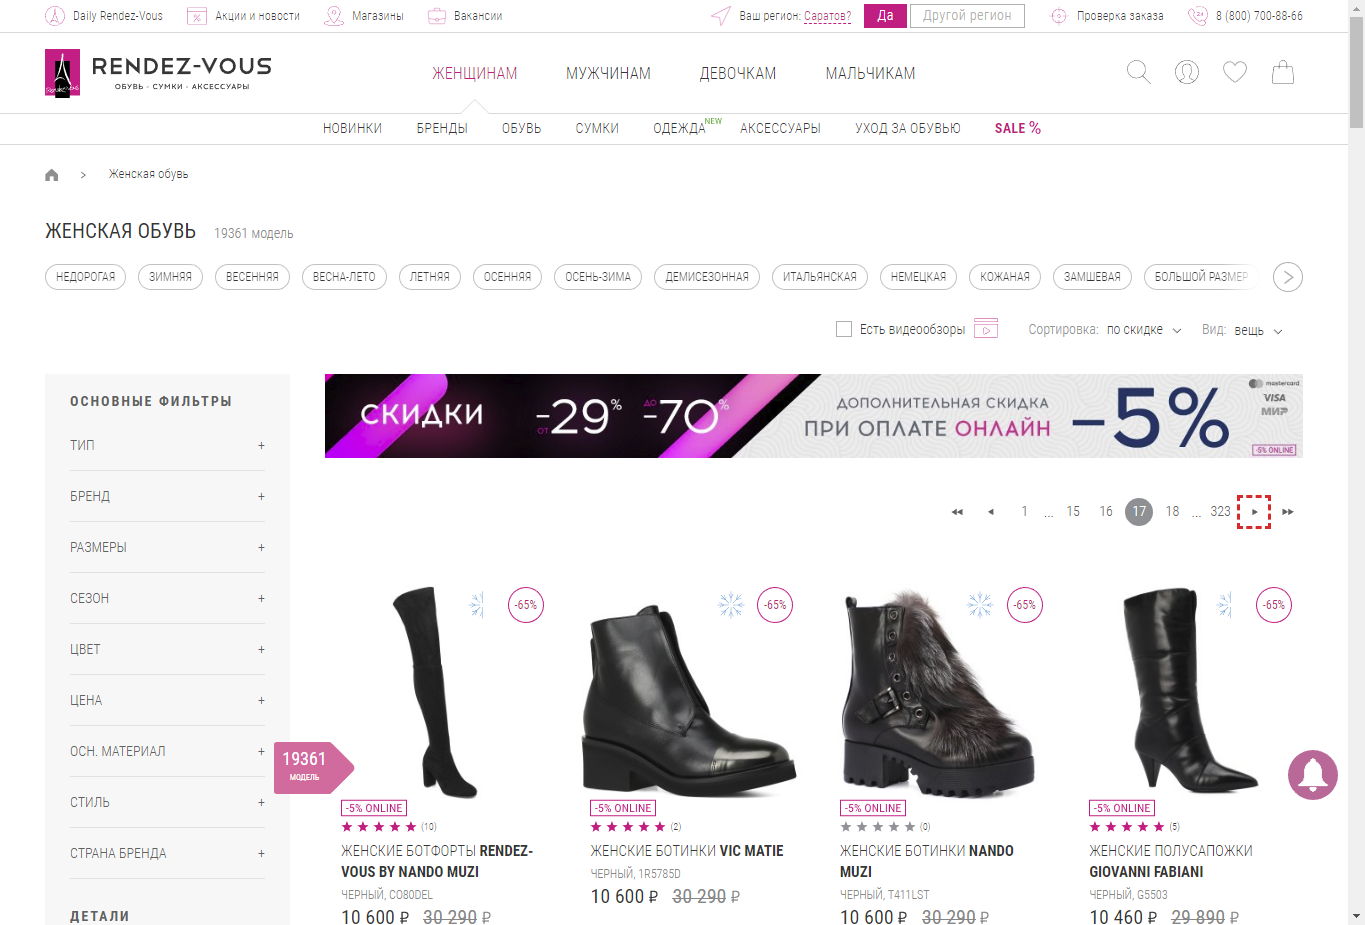 Daily Rendez-Vous
Акции и новости
Магазины
Вакансии
Ваш регион: Саратов?
Да
Другой регион
Проверка заказа
8 (800) 700-88-66
RENDEZ-VOUS
ОБУВЬ · СУМКИ · АКСЕССУАРЫ
ЖЕНЩИНАМ
МУЖЧИНАМ
ДЕВОЧКАМ
МАЛЬЧИКАМ
НОВИНКИ
БРЕНДЫ
ОБУВЬ
СУМКИ
ОДЕЖДА NEW
АКСЕССУАРЫ
УХОД ЗА ОБУВЬЮ
SALE %
Женская обувь
ЖЕНСКАЯ ОБУВЬ 19361 модель
НЕДОРОГАЯ
ЗИМНЯЯ
ВЕСЕННЯЯ
ВЕСНА-ЛЕТО
ЛЕТНЯЯ
ОСЕННЯЯ
ОСЕНЬ-ЗИМА
ДЕМИСЕЗОННАЯ
ИТАЛЬЯНСКАЯ
НЕМЕЦКАЯ
КОЖАНАЯ
ЗАМШЕВАЯ
БОЛЬШОЙ РАЗМЕР
Есть видеообзоры
Сортировка: по скидке
Вид: вещь
ОСНОВНЫЕ ФИЛЬТРЫ
ТИП +
БРЕНД +
РАЗМЕРЫ +
СЕЗОН +
ЦВЕТ +
ЦЕНА +
ОСН. МАТЕРИАЛ +
СТИЛЬ +
СТРАНА БРЕНДА +
ДЕТАЛИ
19361
МОДЕЛЬ
СКИДКИ ОТ -29% ДО -70%
ДОПОЛНИТЕЛЬНАЯ СКИДКА
ПРИ ОПЛАТЕ ОНЛАЙН
-5%
mastercard
VISA
МИР
-5% ONLINE
1 ... 15 16 17 18 ... 323
-65%
-5% ONLINE
(10)
ЖЕНСКИЕ БОТФОРТЫ RENDEZ-
VOUS BY NANDO MUZI
ЧЕРНЫЙ, CO80DEL
10 600 ₽ 30 290 ₽
-65%
-5% ONLINE
(2)
ЖЕНСКИЕ БОТИНКИ VIC MATIE
ЧЕРНЫЙ, 1R5785D
10 600 ₽ 30 290 ₽
-65%
-5% ONLINE
(0)
ЖЕНСКИЕ БОТИНКИ NANDO
MUZI
ЧЕРНЫЙ, T411LST
10 600 ₽ 30 290 ₽
-65%
-5% ONLINE
(5)
ЖЕНСКИЕ ПОЛУСАПОЖКИ
GIOVANNI FABIANI
ЧЕРНЫЙ, G5503
10 460 ₽ 29 890 ₽